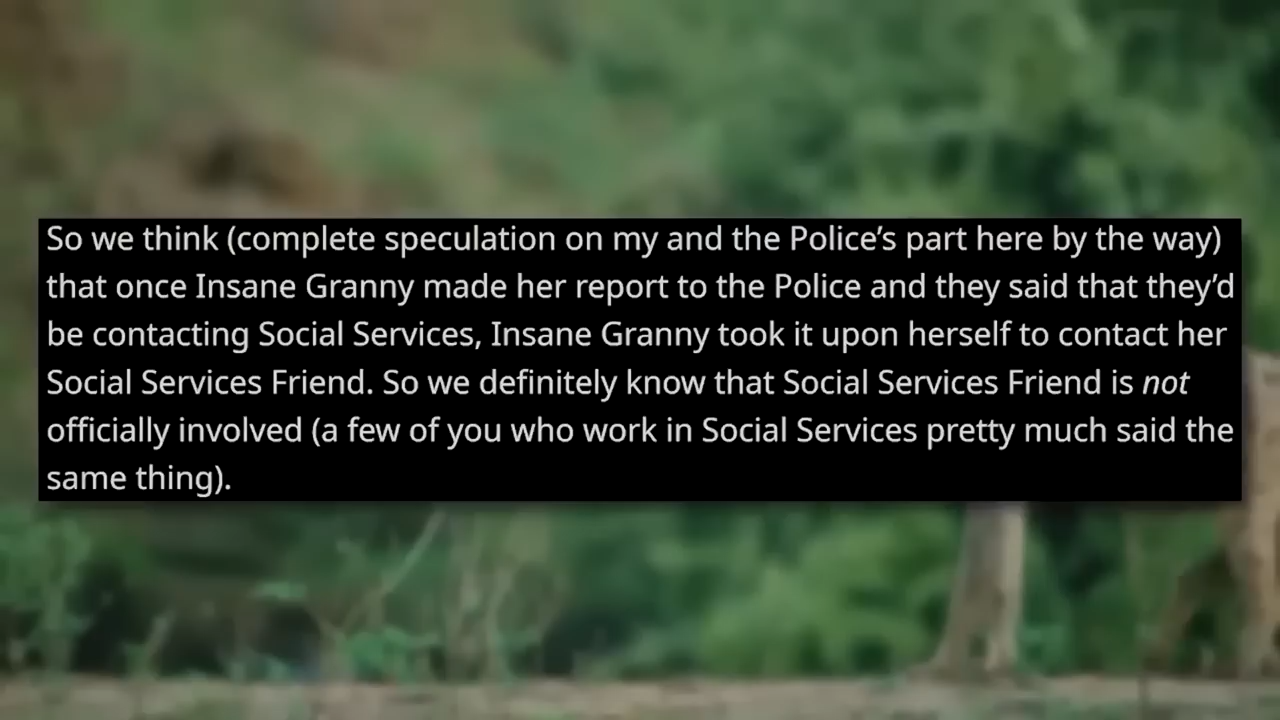 So we think (complete speculation on my and the Police’s part here by the way)
that once Insane Granny made her report to the Police and they said that they’d
be contacting Social Services, Insane Granny took it upon herself to contact her
Social Services Friend. So we definitely know that Social Services Friend is not
officially involved (a few of you who work in Social Services pretty much said the
same thing).